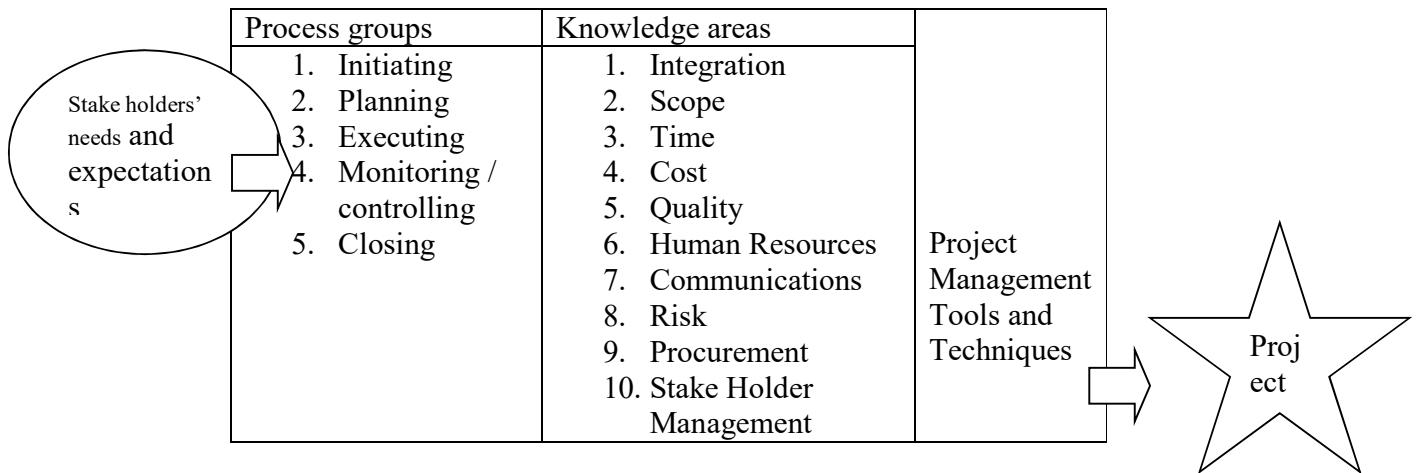 Stake holders'
needs and
expectation
s
Process groups
1. Initiating
2. Planning
3. Executing
4. Monitoring /
controlling
5. Closing
Knowledge areas
1. Integration
2. Scope
3. Time
4. Cost
5. Quality
6. Human Resources
7. Communications
8. Risk
9. Procurement
10. Stake Holder
Management
Project
Management
Tools and
Techniques
Proj
ect